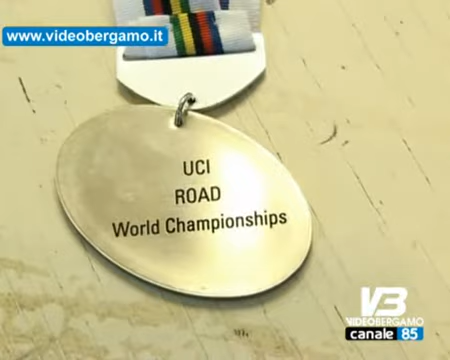 www.videobergamo.it
UCI
ROAD
World Championships
VB
VIDEOBERGAMO
canale 85